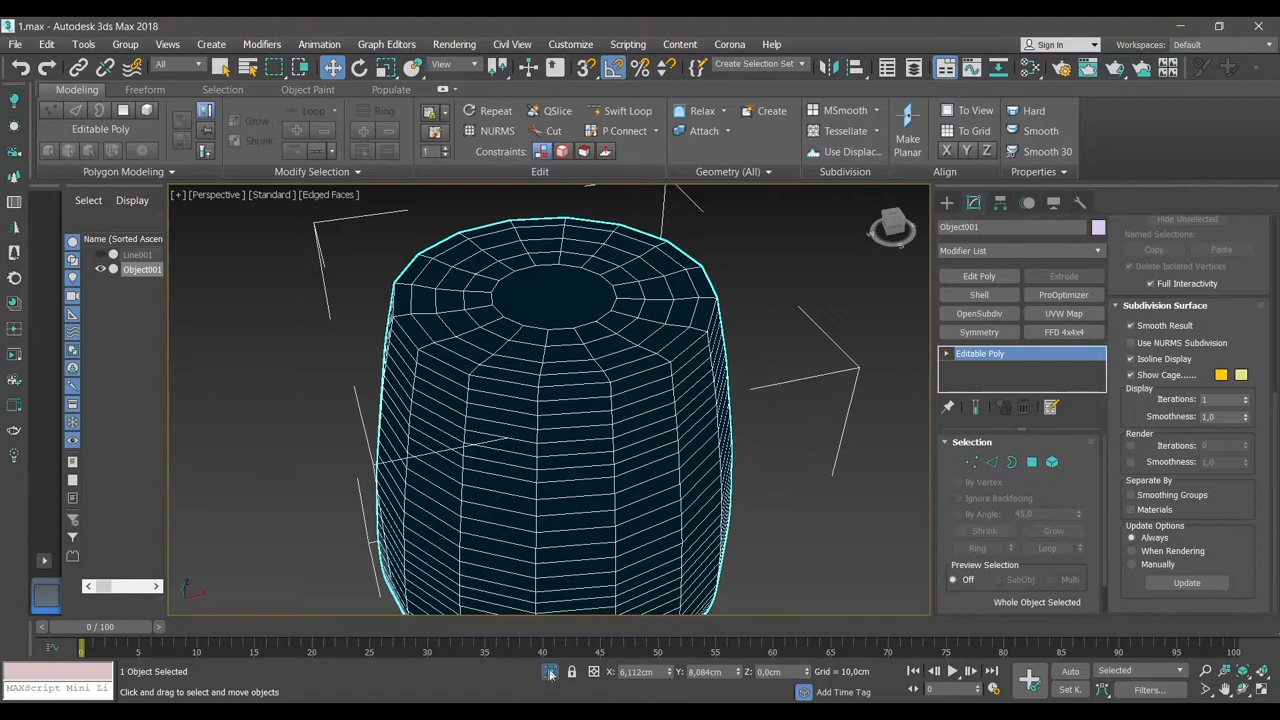 1.max - Autodesk 3ds Max 2018
File Edit Tools Group Views Create Modifiers Animation Graph Editors Rendering Civil View Customize Scripting Content Corona Help
Sign In Workspaces: Default
All View Create Selection Set
Modeling Freeform Selection Object Paint Populate
Loop Ring Repeat QSlice Swift Loop Relax Create MSmooth To View Hard
Editable Poly Grow NURMS Cut P Connect Attach Tessellate Make To Grid Smooth
Shrink 1 Constraints: Use Displac... Planar X Y Z Smooth 30
Polygon Modeling Modify Selection Edit Geometry (All) Subdivision Align Properties
Select Display
[ + ] [Perspective ] [Standard ] [Edged Faces ]
Name (Sorted Ascen
Line001
Object001
Object001
Modifier List
Edit Poly Extrude
Shell ProOptimizer
OpenSubdiv UVW Map
Symmetry FFD 4x4x4
Editable Poly
Selection
By Vertex
Ignore Backfacing
By Angle: 45.0
Shrink Grow
Ring Loop
Preview Selection
Off SubObj Multi
Whole Object Selected
Hide Unselected
Named Selections:
Copy Paste
Delete Isolated Vertices
Full Interactivity
Subdivision Surface
Smooth Result
Use NURMS Subdivision
Isoline Display
Show Cage......
Display
Iterations: 1
Smoothness: 1,0
Render
Iterations: 0
Smoothness: 1,0
Separate By
Smoothing Groups
Materials
Update Options
Always
When Rendering
Manually
Update
0 / 100
0 5 10 15 20 25 30 35 40 45 50 55 60 65 70 75 80 85 90 95 100
1 Object Selected X: 6,112cm Y: 8,084cm Z: 0,0cm Grid = 10,0cm Auto Selected
MAXScript Mini Li Click and drag to select and move objects Add Time Tag 0 Set K. Filters...